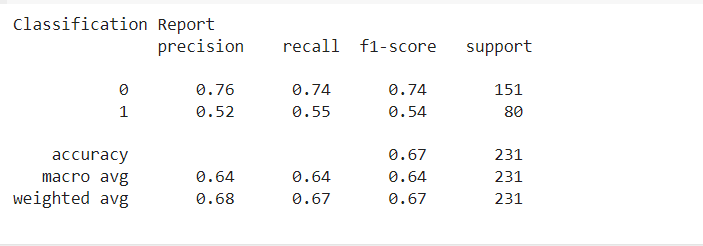 Classification Report
precision recall f1-score support
0 0.76 0.74 0.74 151
1 0.52 0.55 0.54 80
accuracy 0.67 231
macro avg 0.64 0.64 0.64 231
weighted avg 0.68 0.67 0.67 231